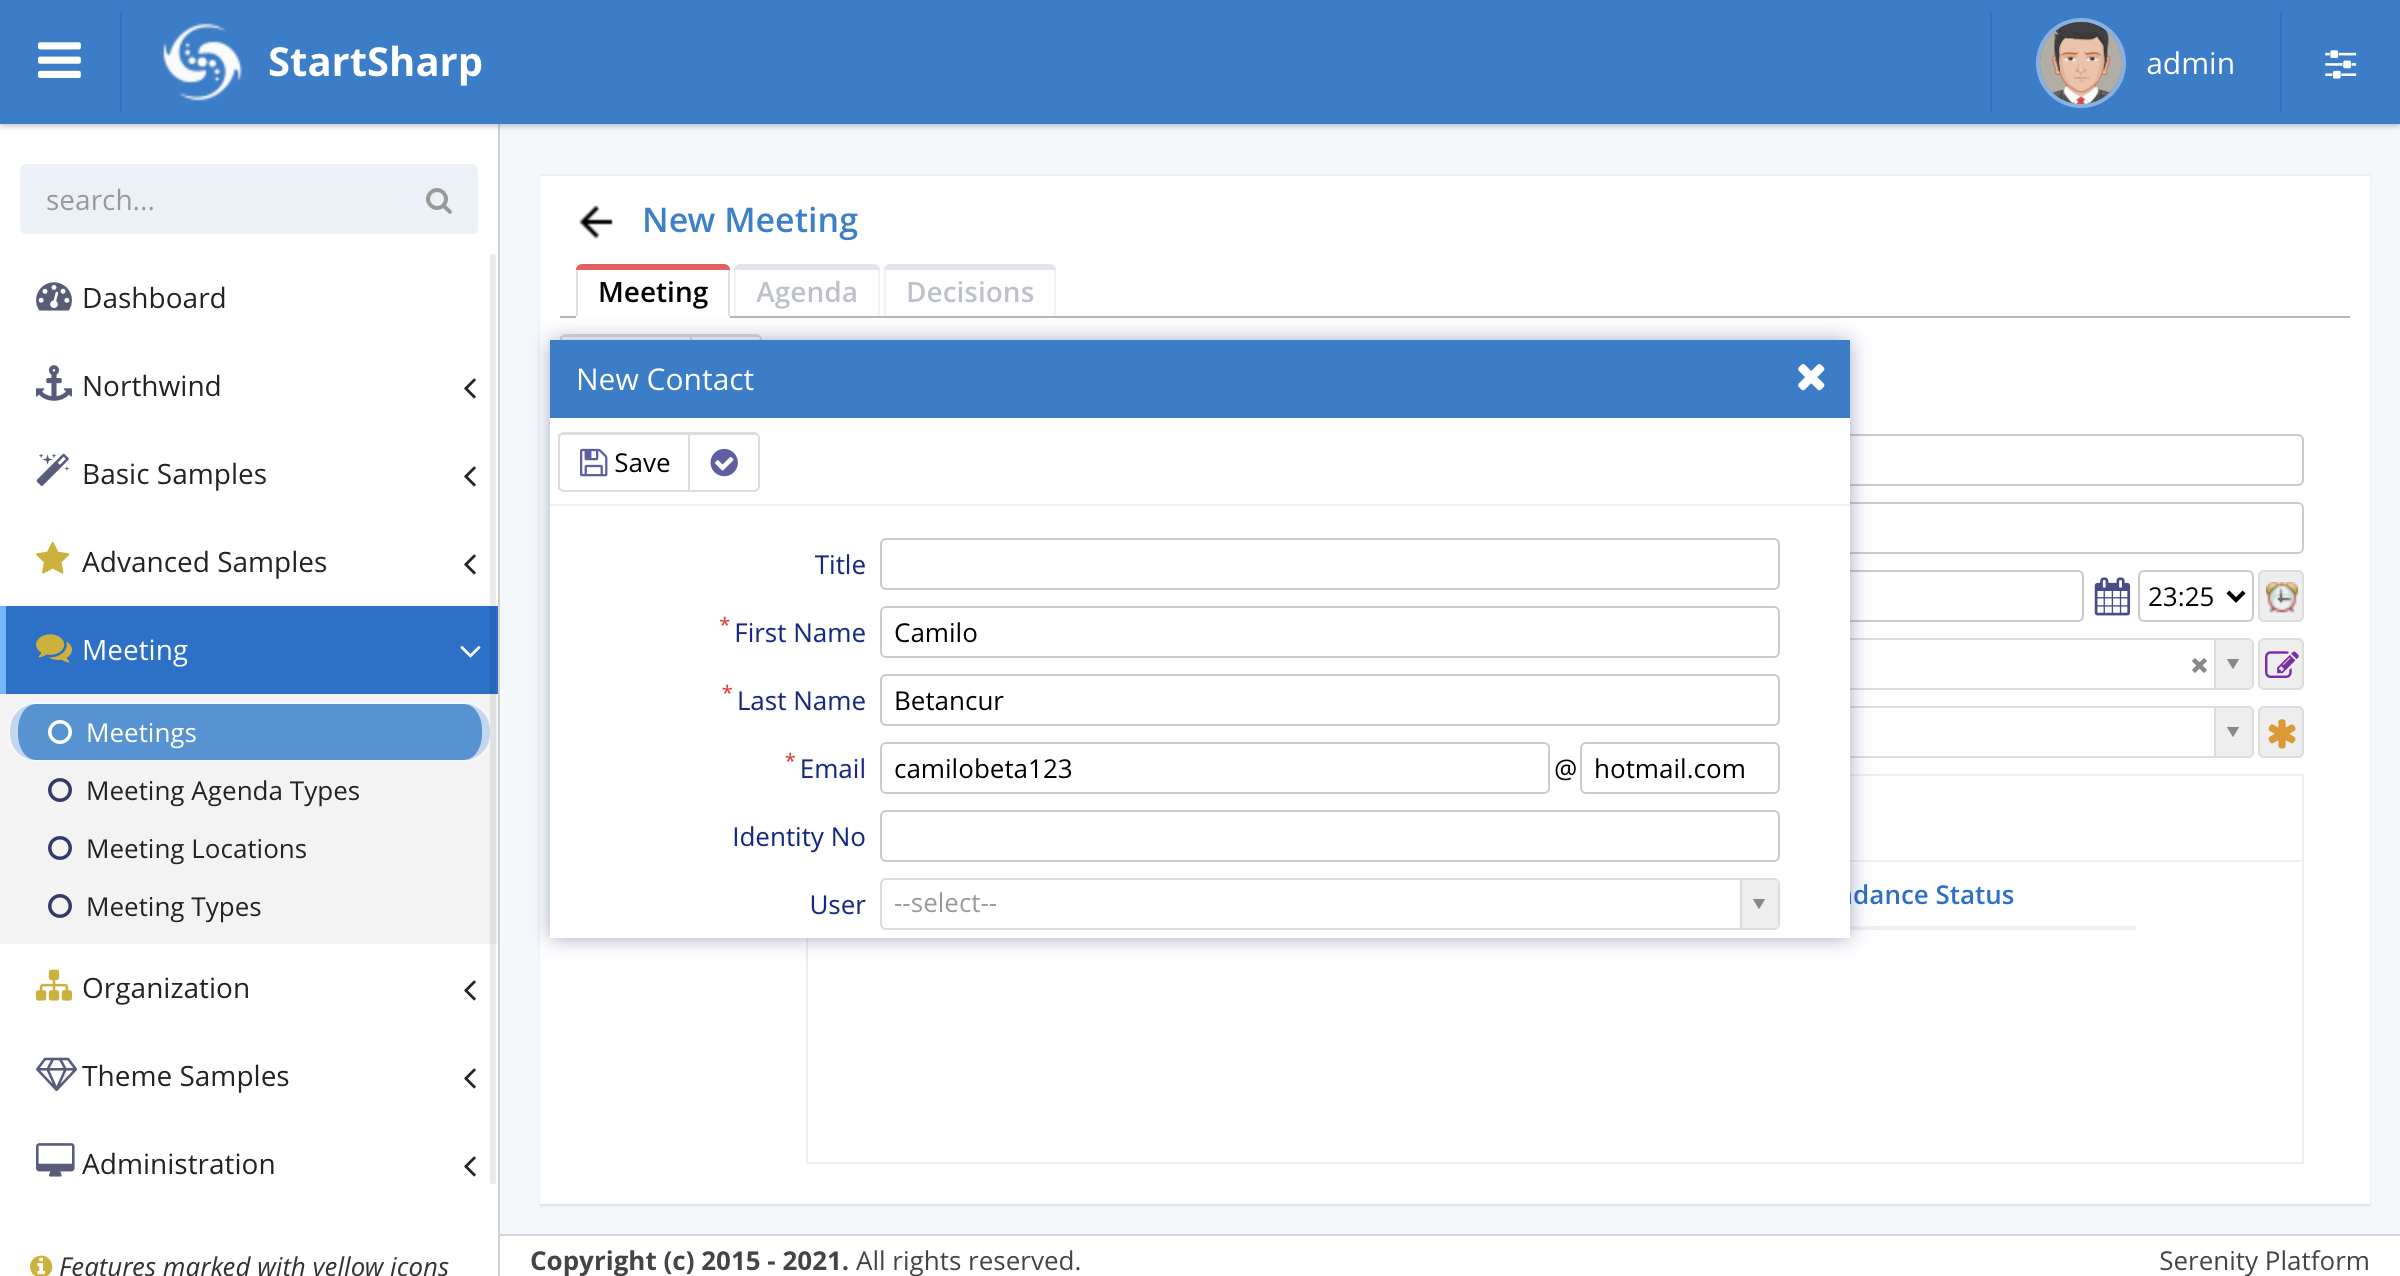 StartSharp
admin
search...
Dashboard
Northwind
Basic Samples
Advanced Samples
Meeting
Meetings
Meeting Agenda Types
Meeting Locations
Meeting Types
Organization
Theme Samples
Administration
Features marked with yellow icons
New Meeting
Meeting
Agenda
Decisions
New Contact
Save
Title
* First Name Camilo
* Last Name Betancur
* Email camilobeta123 @ hotmail.com
Identity No
User --select--
23:25
dance Status
Copyright (c) 2015 - 2021. All rights reserved.
Serenity Platform